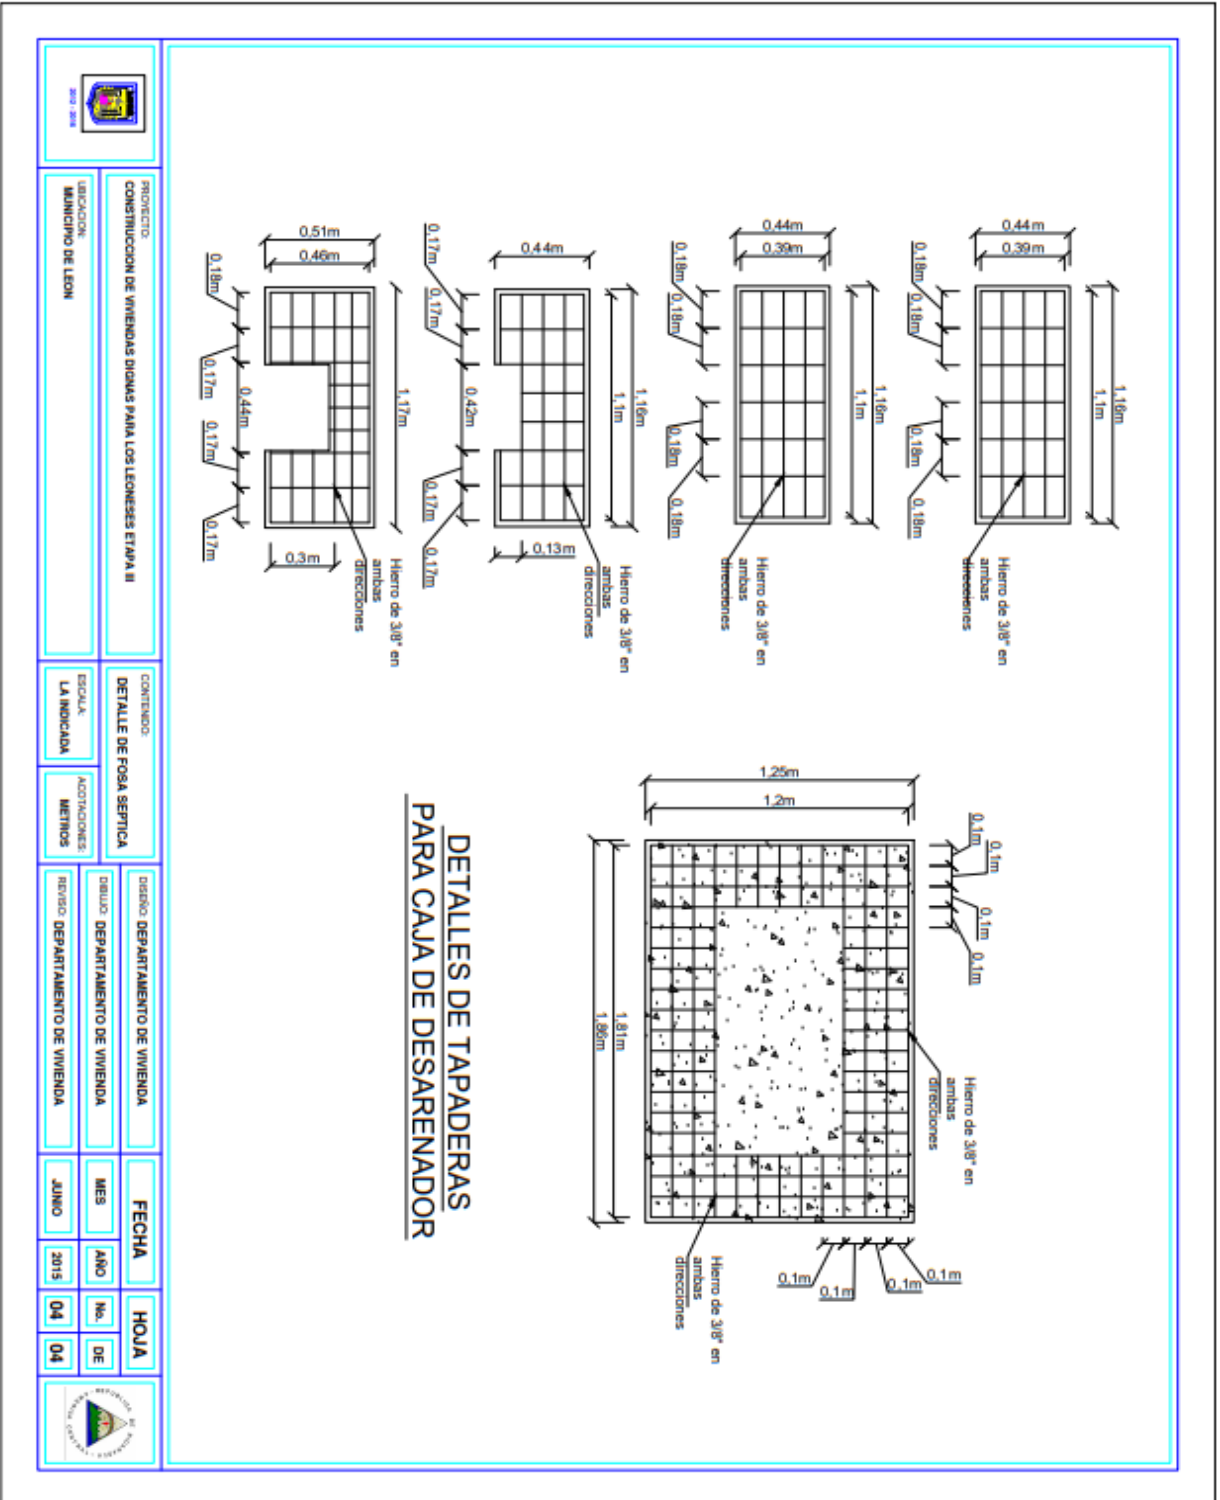 0,44m
0,39m
1,16m
1,1m
0,18m
0,18m
0,18m
0,18m
Hierro de 3/8" en
ambas
direcciones
0,44m
0,39m
1,16m
1,1m
0,18m
0,18m
0,18m
0,18m
Hierro de 3/8" en
ambas
direcciones
0,44m
1,16m
1,1m
0,17m
0,17m
0,42m
0,17m
0,17m
0,13m
Hierro de 3/8" en
ambas
direcciones
0,51m
0,46m
1,17m
0,18m
0,17m
0,44m
0,17m
0,17m
0,3m
Hierro de 3/8" en
ambas
direcciones
1,25m
1,2m
0,1m
0,1m
0,1m
0,1m
Hierro de 3/8" en
ambas
direcciones
0,1m
0,1m
0,1m
0,1m
Hierro de 3/8" en
ambas
direcciones
1,81m
1,86m
DETALLES DE TAPADERAS
PARA CAJA DE DESARENADOR
2012 - 2016
PROYECTO:
CONSTRUCCION DE VIVIENDAS DIGNAS PARA LOS LEONESES ETAPA III
UBICACION:
MUNICIPIO DE LEON
CONTENIDO:
DETALLE DE FOSA SEPTICA
ESCALA:
LA INDICADA
ACOTACIONES:
METROS
DISEÑO: DEPARTAMENTO DE VIVIENDA
DIBUJO: DEPARTAMENTO DE VIVIENDA
REVISO: DEPARTAMENTO DE VIVIENDA
FECHA
MES
AÑO
JUNIO
2015
HOJA
No.
DE
04
04
REPUBLICA DE NICARAGUA
AMERICA CENTRAL